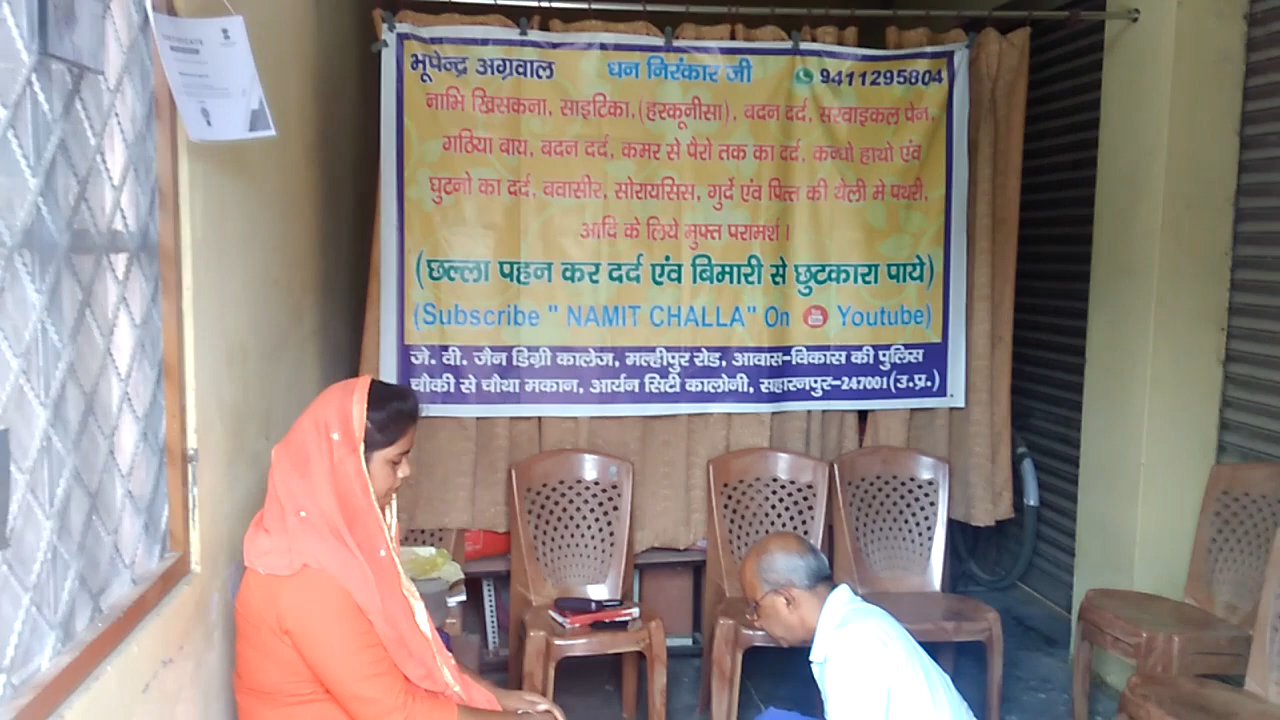 भूपेन्द्र अग्रवाल धन निरंकार जी 9411295804
नाभि खिसकना, साइटिका,(हरकूनीसा), बदन दर्द, सरवाइकल पेन,
गठिया बाय, बदन दर्द, कमर से पैरो तक का दर्द, कन्धो हाथो एंव
घुटनो का दर्द, बवासीर, सोरायसिस, गुर्दे एंव पित्त की थैली मे पथरी,
आदि के लिये मुफ्त परामर्श।
(छल्ला पहन कर दर्द एंव बिमारी से छुटकारा पाये)
(Subscribe " NAMIT CHALLA" On Youtube)
जे. वी. जैन डिग्री कालेज, मल्हीपुर रोड, आवास-विकास की पुलिस
चौकी से चौथा मकान, आर्यन सिटी कालोनी, सहारनपुर-247001(उ.प्र.)